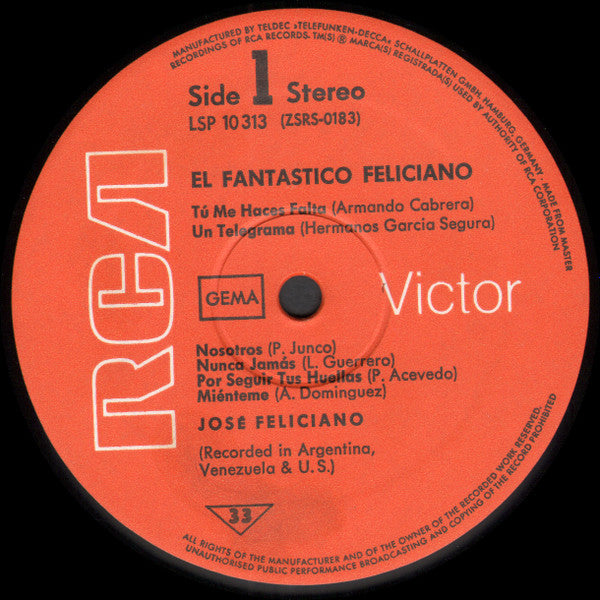 MANUFACTURED BY TELDEC »TELEFUNKEN-DECCA« SCHALLPLATTEN GMBH, HAMBURG, GERMANY · MADE FROM MASTER
RECORDINGS OF RCA RECORDS. TM(S) ® MARCA(S) REGISTRADA(S) USED BY AUTHORITY OF RCA CORPORATION
Side 1 Stereo
LSP 10 313 (ZSRS-0183)
EL FANTASTICO FELICIANO
Tú Me Haces Falta (Armando Cabrera)
Un Telegrama (Hermanos Garcia Segura)
RCA
GEMA
Victor
Nosotros (P. Junco)
Nunca Jamás (L. Guerrero)
Por Seguir Tus Huellas (P. Acevedo)
Miénteme (A. Dominguez)
JOSÉ FELICIANO
(Recorded in Argentina,
Venezuela & U.S.)
33
ALL RIGHTS OF THE MANUFACTURER AND OF THE OWNER OF THE RECORDED WORK RESERVED.
UNAUTHORISED PUBLIC PERFORMANCE BROADCASTING AND COPYING OF THE RECORD PROHIBITED